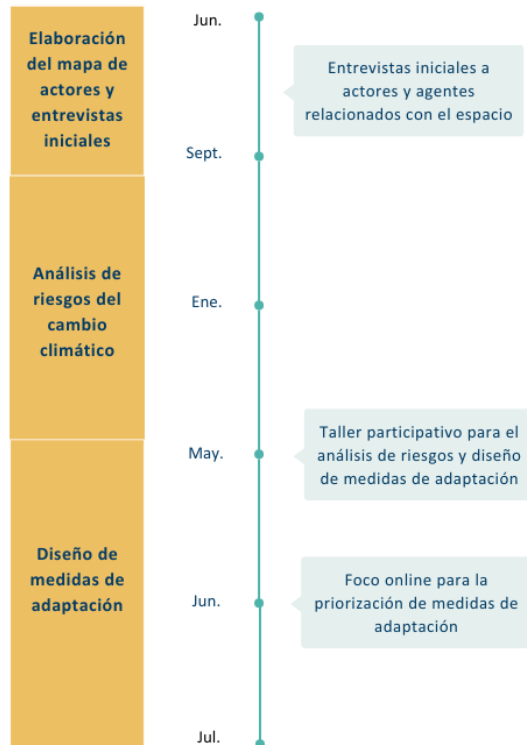 Jun.
Elaboración
del mapa de
actores y
entrevistas
iniciales
Entrevistas iniciales a
actores y agentes
relacionados con el espacio
Sept.
Análisis de
riesgos del
cambio
climático
Ene.
May.
Taller participativo para el
análisis de riesgos y diseño
de medidas de adaptación
Diseño de
medidas de
adaptación
Jun.
Foco online para la
priorización de medidas de
adaptación
Jul.